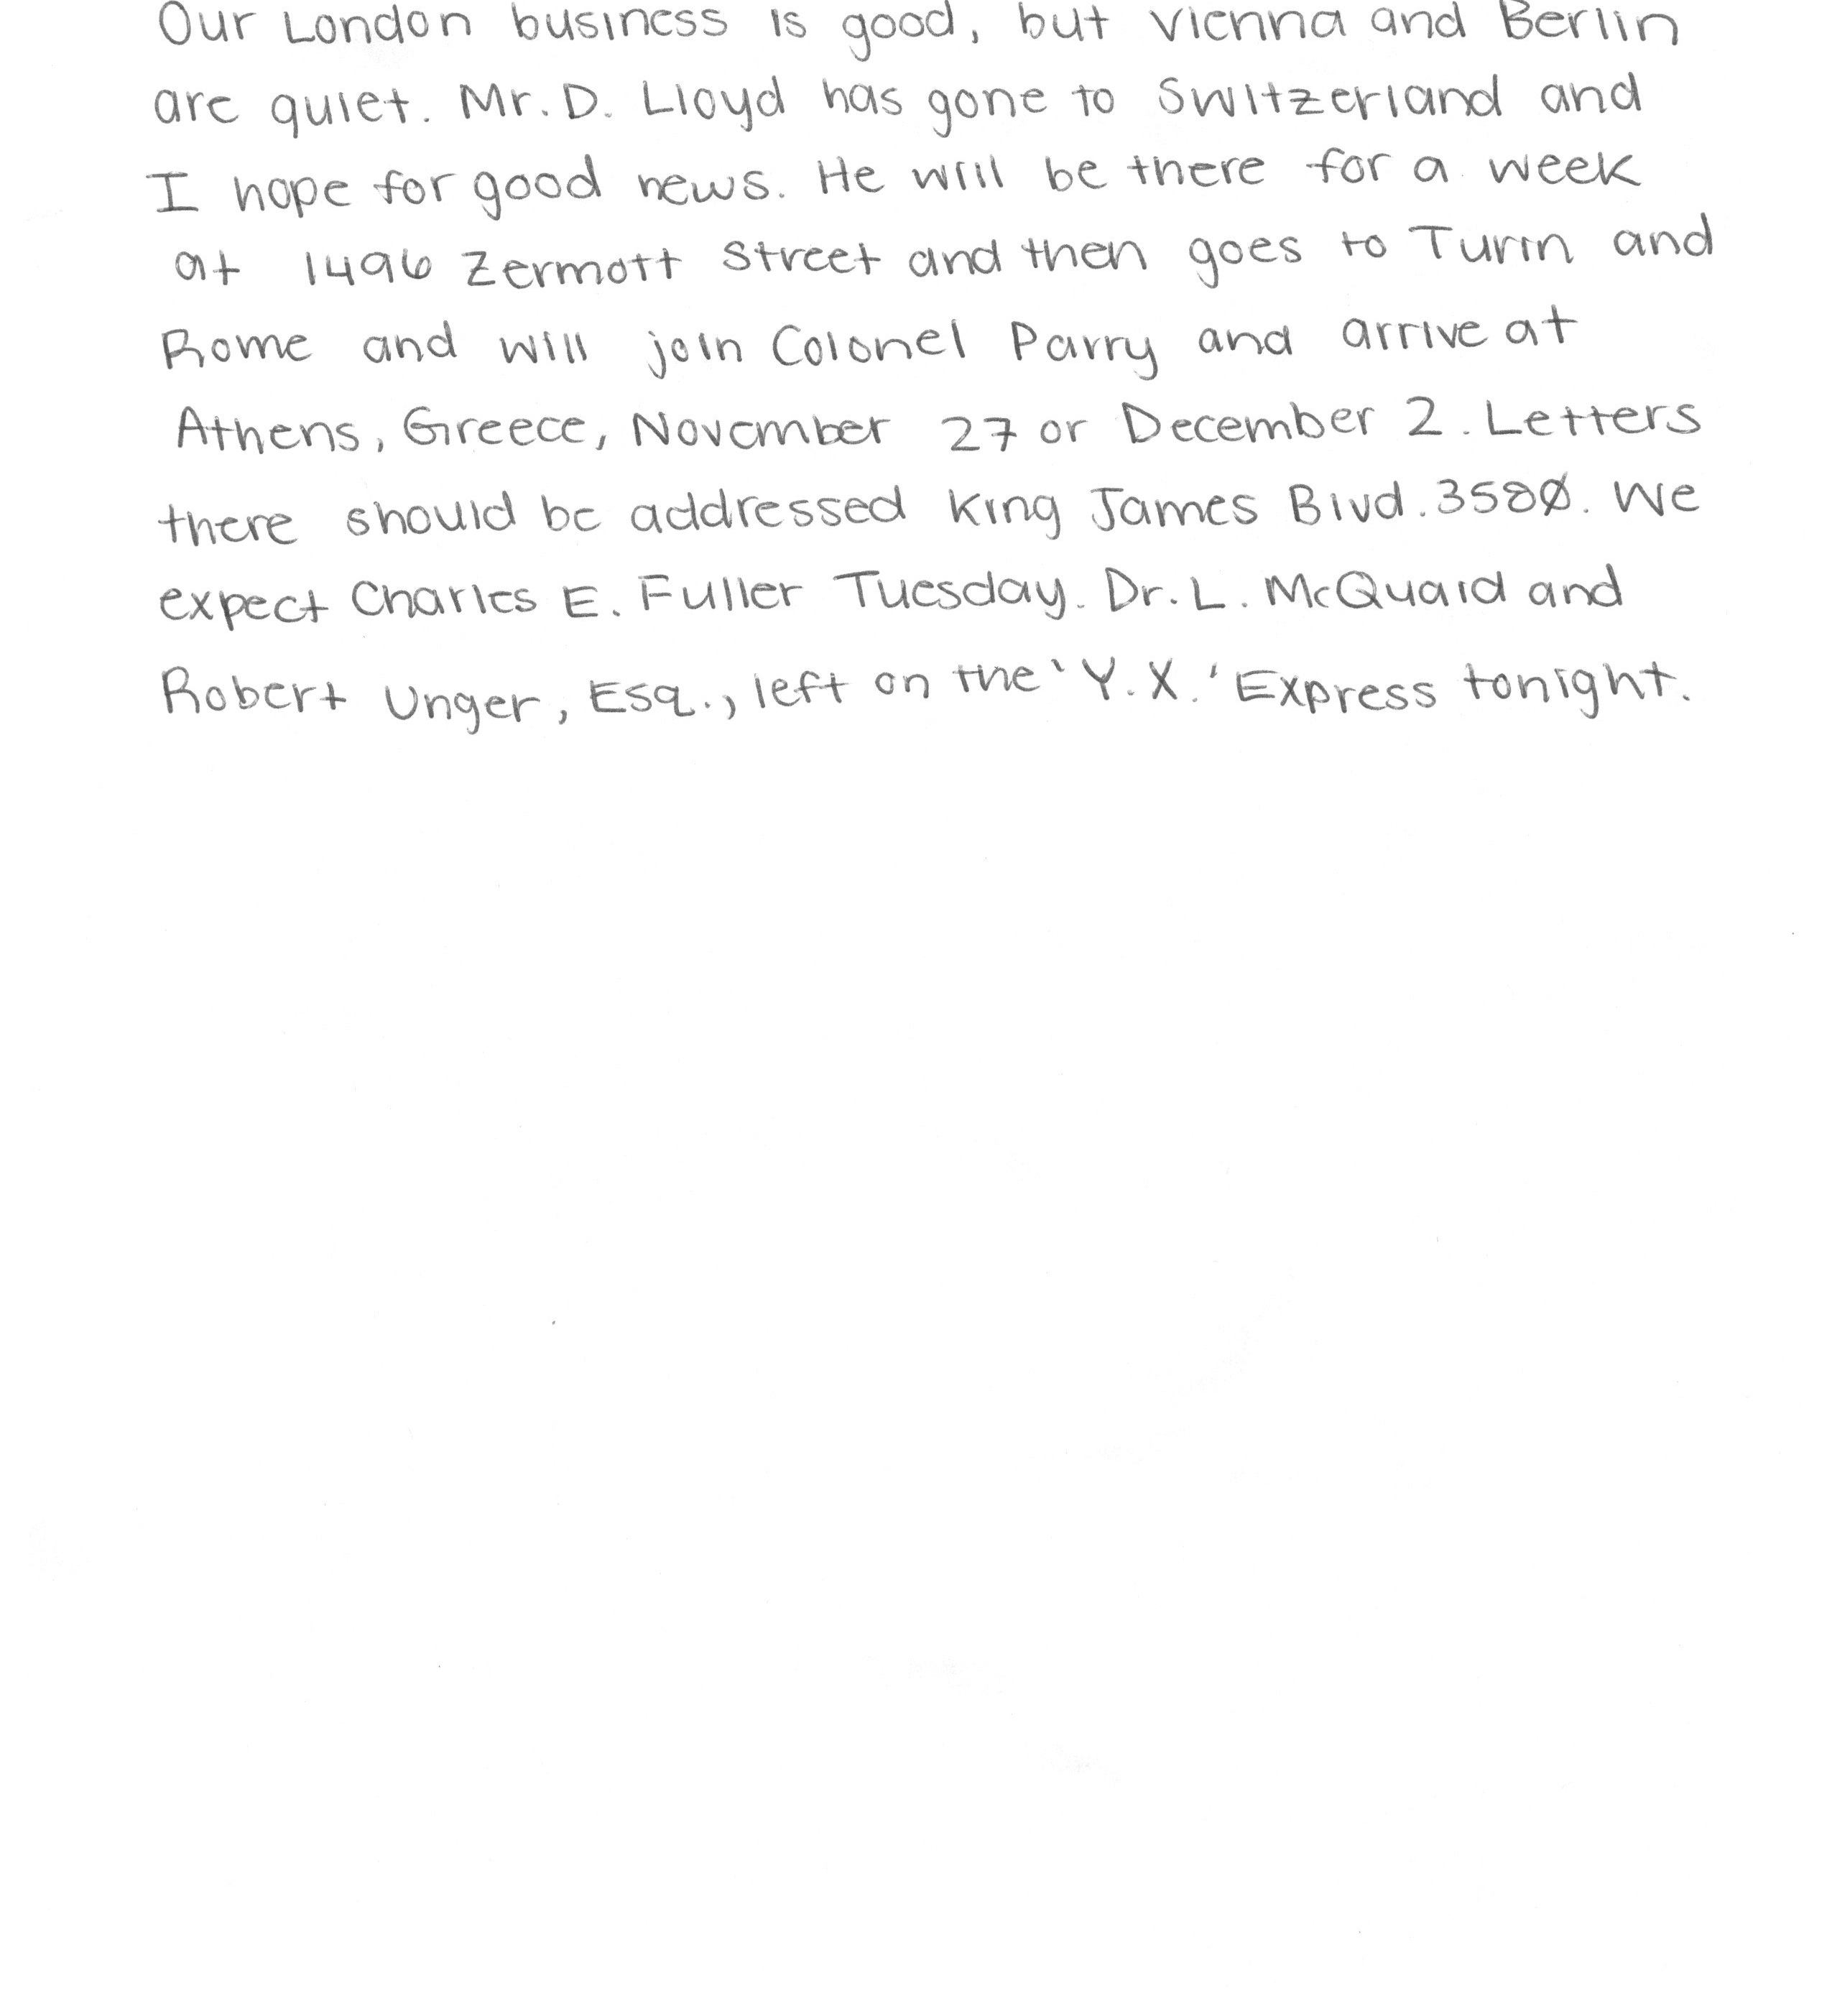 Our London business is good, but Vienna and Berlin
are quiet. Mr. D. Lloyd has gone to Switzerland and
I hope for good news. He will be there for a week
at 1496 Zermott Street and then goes to Turin and
Rome and will join Colonel Parry and arrive at
Athens, Greece, November 27 or December 2. Letters
there should be addressed King James Blvd. 3580. We
expect Charles E. Fuller Tuesday. Dr. L. McQuaid and
Robert Unger, Esq., left on the 'Y.X.' Express tonight.